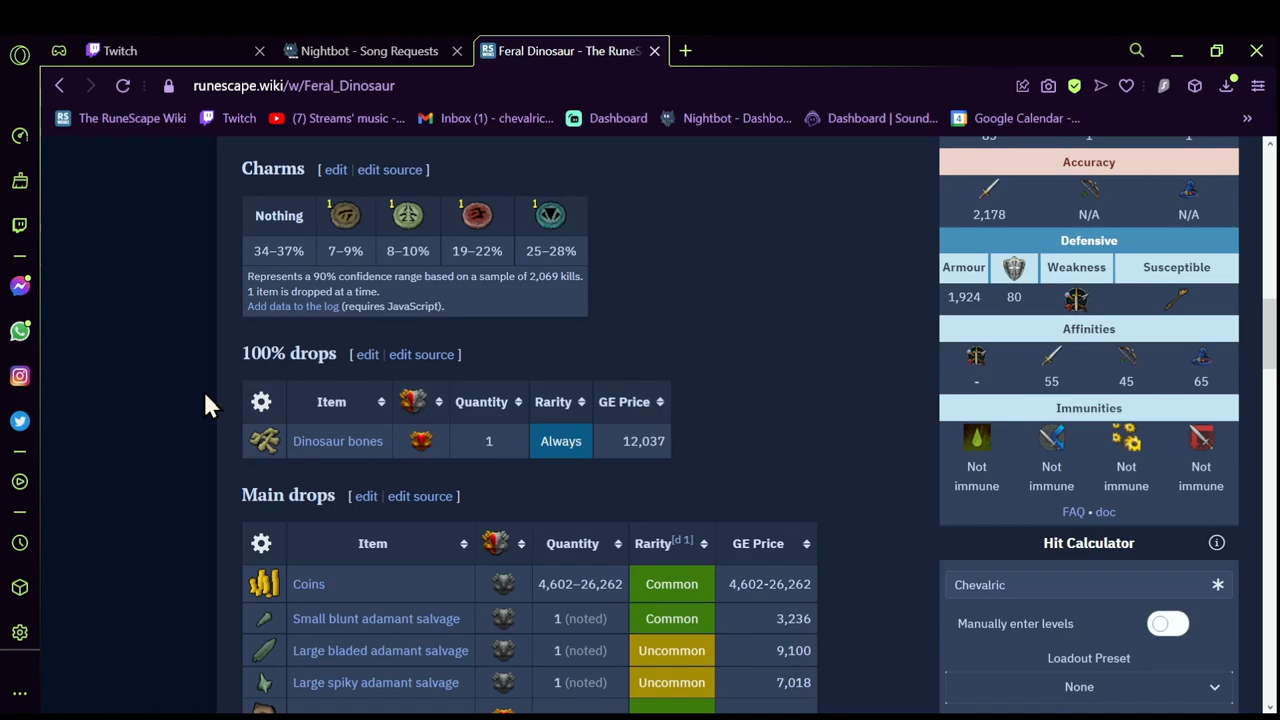 Twitch
Nightbot - Song Requests
RS WIKI
Feral Dinosaur - The RuneS
runescape.wiki/w/Feral_Dinosaur
RS WIKI
The RuneScape Wiki
Twitch
(7) Streams' music -...
Inbox (1) - chevalric...
Dashboard
Nightbot - Dashbo...
Dashboard | Sound...
4
Google Calendar -...
Charms [ edit | edit source ]
Nothing 1 1 1 1
34–37% 7–9% 8–10% 19–22% 25–28%
Represents a 90% confidence range based on a sample of 2,069 kills.
1 item is dropped at a time.
Add data to the log (requires JavaScript).
100% drops [ edit | edit source ]
Item Quantity Rarity GE Price
Dinosaur bones 1 Always 12,037
Main drops [ edit | edit source ]
Item Quantity Rarity[d 1] GE Price
Coins 4,602–26,262 Common 4,602-26,262
Small blunt adamant salvage 1 (noted) Common 3,236
Large bladed adamant salvage 1 (noted) Uncommon 9,100
Large spiky adamant salvage 1 (noted) Uncommon 7,018
Accuracy
2,178 N/A N/A
Defensive
Armour Weakness Susceptible
1,924 80
Affinities
- 55 45 65
Immunities
Not immune Not immune Not immune Not immune
FAQ • doc
Hit Calculator
Chevalric
Manually enter levels
Loadout Preset
None